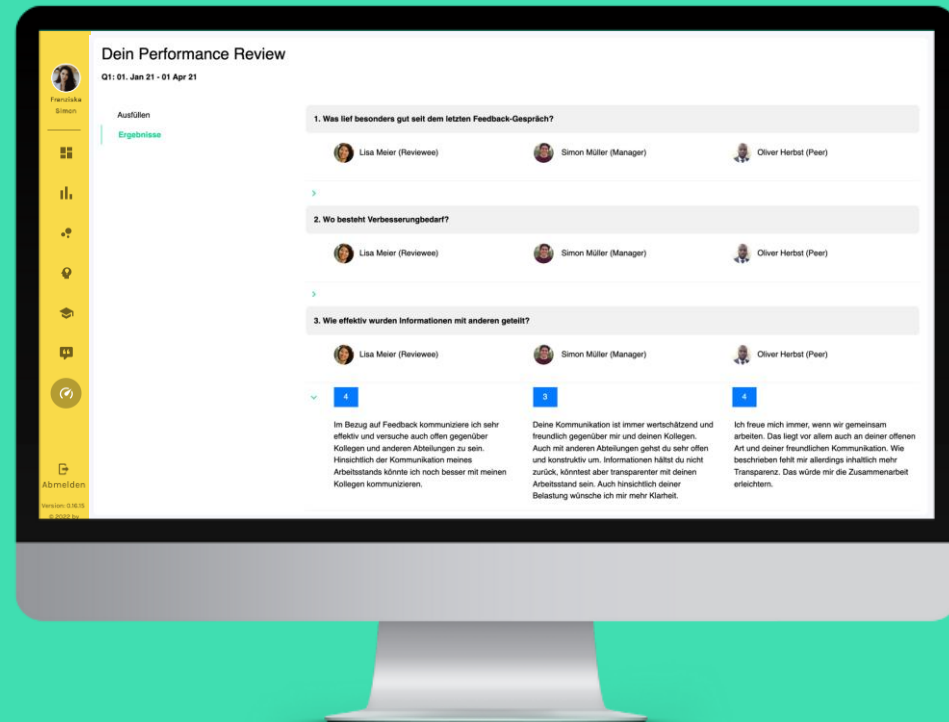 Dein Performance Review
Q1: 01. Jan 21 - 01 Apr 21
Franziska
Simon
Abmelden
Version: 0.16.15
© 2022 by
Ausfüllen
Ergebnisse
1. Was lief besonders gut seit dem letzten Feedback-Gespräch?
Lisa Meier (Reviewee)
Simon Müller (Manager)
Oliver Herbst (Peer)
2. Wo besteht Verbesserungbedarf?
Lisa Meier (Reviewee)
Simon Müller (Manager)
Oliver Herbst (Peer)
3. Wie effektiv wurden Informationen mit anderen geteilt?
Lisa Meier (Reviewee)
Simon Müller (Manager)
Oliver Herbst (Peer)
4
Im Bezug auf Feedback kommuniziere ich sehr
effektiv und versuche auch offen gegenüber
Kollegen und anderen Abteilungen zu sein.
Hinsichtlich der Kommunikation meines
Arbeitsstands könnte ich noch besser mit meinen
Kollegen kommunizieren.
3
Deine Kommunikation ist immer wertschätzend und
freundlich gegenüber mir und deinen Kollegen.
Auch mit anderen Abteilungen gehst du sehr offen
und konstruktiv um. Informationen hältst du nicht
zurück, könntest aber transparenter mit deinen
Arbeitsstand sein. Auch hinsichtlich deiner
Belastung wünsche ich mir mehr Klarheit.
4
Ich freue mich immer, wenn wir gemeinsam
arbeiten. Das liegt vor allem auch an deiner offenen
Art und deiner freundlichen Kommunikation. Wie
beschrieben fehlt mir allerdings inhaltlich mehr
Transparenz. Das würde mir die Zusammenarbeit
erleichtern.